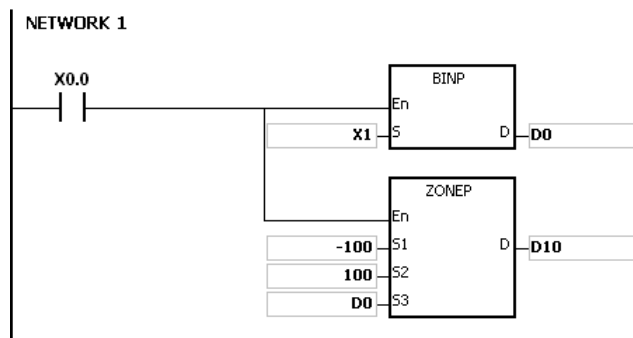 NETWORK 1
X0.0
BINP
En
X1 S D D0
ZONEP
En
-100 S1 D D10
100 S2
D0 S3